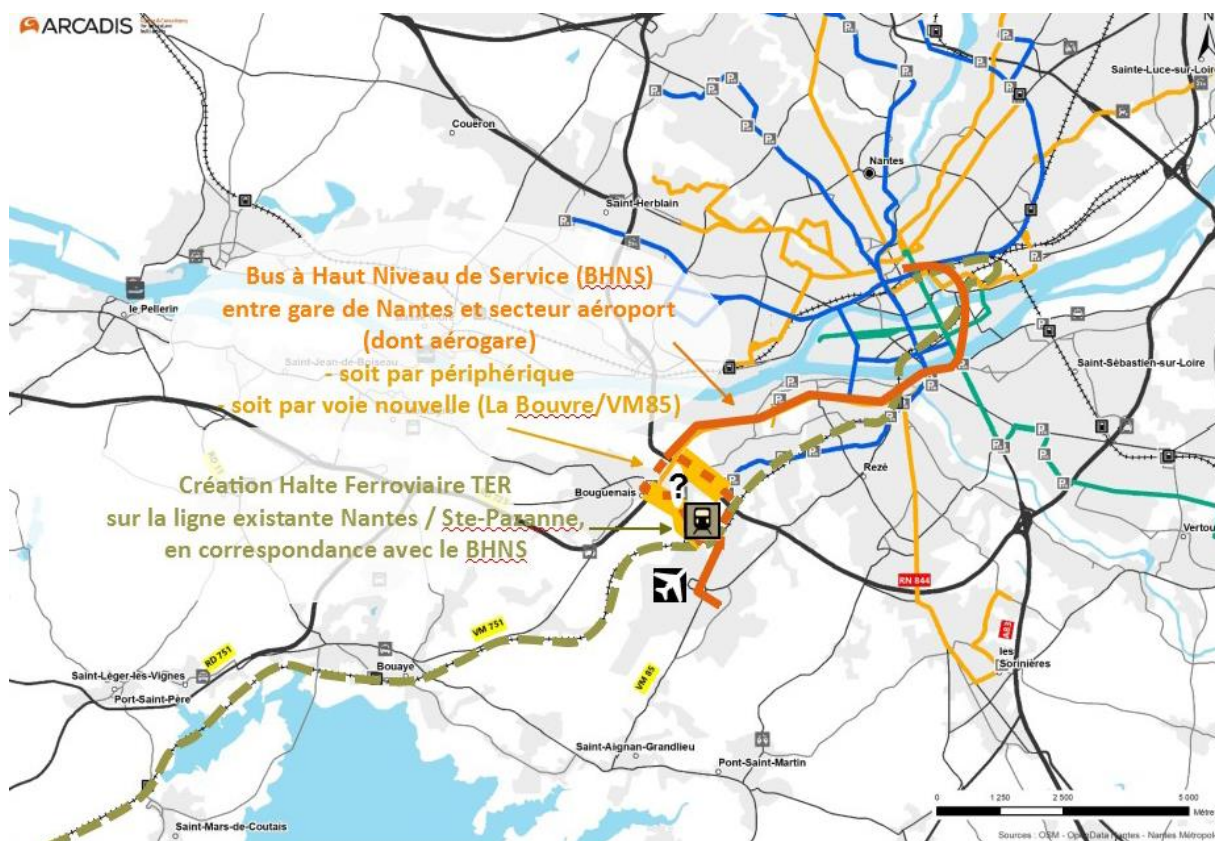 ARCADIS
N
Sainte-Luce-sur-Loire
Couëron
Nantes
Saint-Herblain
Bus à Haut Niveau de Service (BHNS)
entre gare de Nantes et secteur aéroport
(dont aérogare)
- soit par périphérique
- soit par voie nouvelle (La Bouvre/VM85)
le Pellerin
Saint-Jean-de-Boiseau
Saint-Sébastien-sur-Loire
Rezé
Bouguenais
?
Création Halte Ferroviaire TER
sur la ligne existante Nantes / Ste-Pazanne,
en correspondance avec le BHNS
Vertou
RN 844
A83
les
Sorinières
VM 751
RD 751
VM 85
Bouaye
Saint-Léger-les-Vignes
Port-Saint-Père
Saint-Aignan-Grandlieu
Pont-Saint-Martin
Saint-Mars-de-Coutais
0 1 250 2 500 5 000
Mètre
Sources : OSM - OpenData Nantes - Nantes Métropol